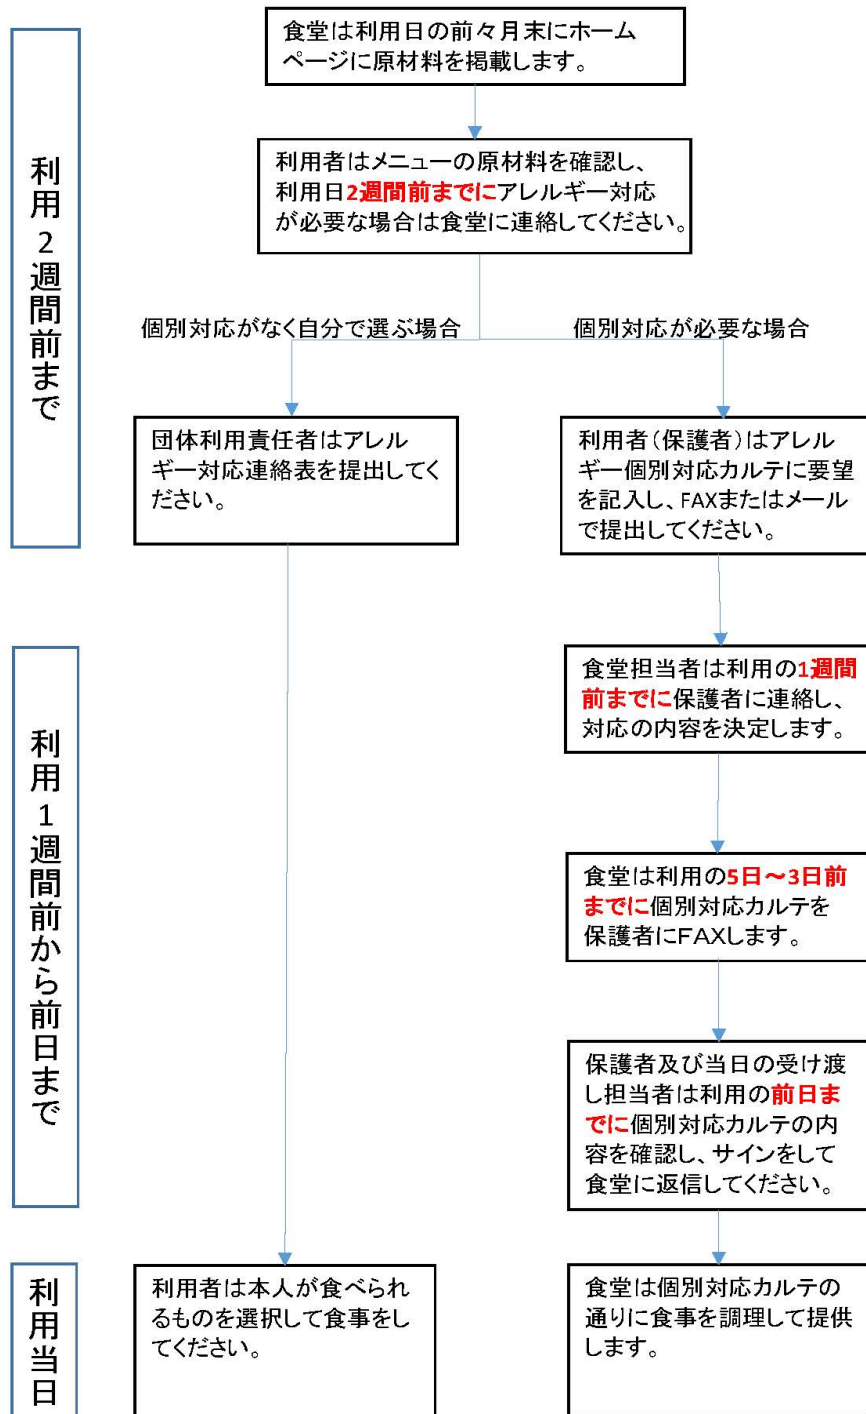 食堂は利用日の前々月末にホーム
ページに原材料を掲載します。
利用2週間前まで
利用者はメニューの原材料を確認し、
利用日2週間前までにアレルギー対応
が必要な場合は食堂に連絡してください。
個別対応がなく自分で選ぶ場合
個別対応が必要な場合
団体利用責任者はアレル
ギー対応連絡表を提出してく
ださい。
利用者(保護者)はアレル
ギー個別対応カルテに要望
を記入し、FAXまたはメール
で提出してください。
利用1週間前から前日まで
食堂担当者は利用の1週間
前までに保護者に連絡し、
対応の内容を決定します。
食堂は利用の5日～3日前
までに個別対応カルテを
保護者にFAXします。
保護者及び当日の受け渡
し担当者は利用の前日ま
でに個別対応カルテの内
容を確認し、サインをして
食堂に返信してください。
利用当日
利用者は本人が食べられ
るものを選択して食事をし
てください。
食堂は個別対応カルテの
通りに食事を調理して提供
します。